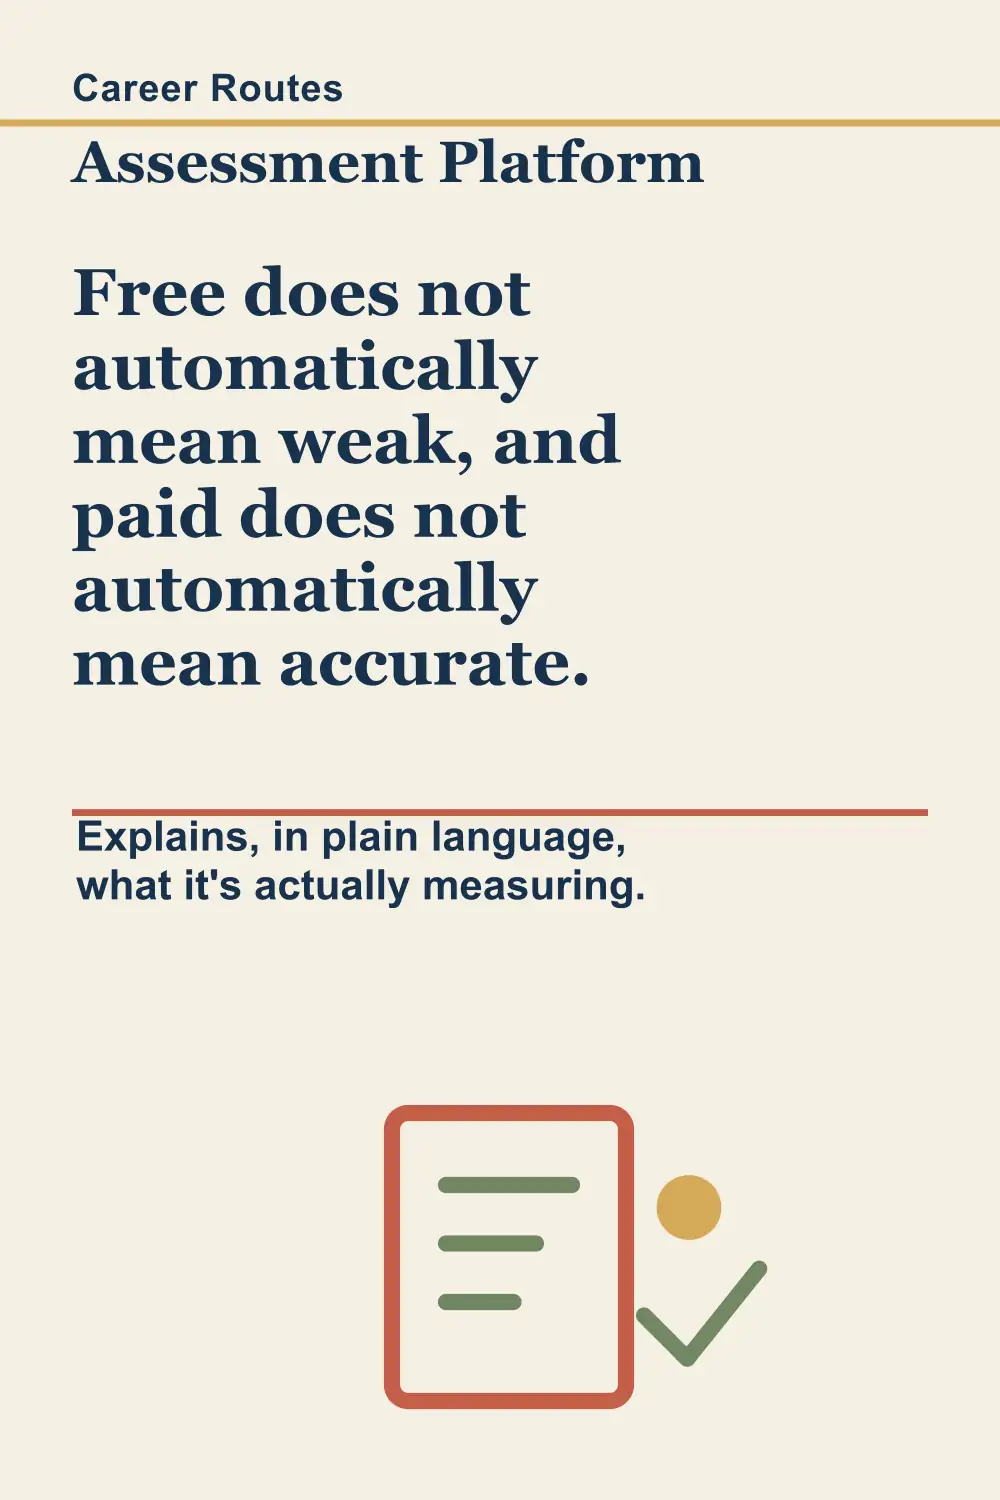 Career Routes
Assessment Platform
Free does not
automatically
mean weak, and
paid does not
automatically
mean accurate.
Explains, in plain language,
what it's actually measuring.